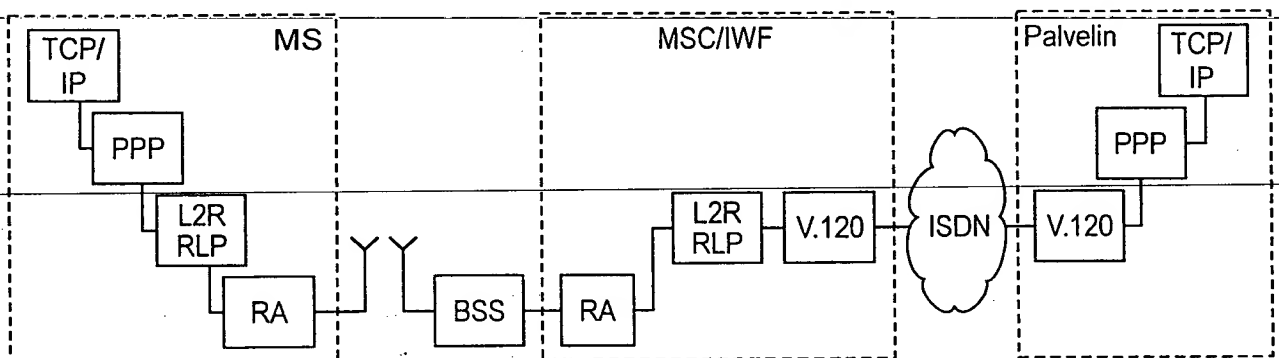 MS
TCP/
IP
PPP
L2R
RLP
RA
BSS
MSC/IWF
RA
L2R
RLP
V.120
ISDN
Palvelin
TCP/
IP
PPP
V.120